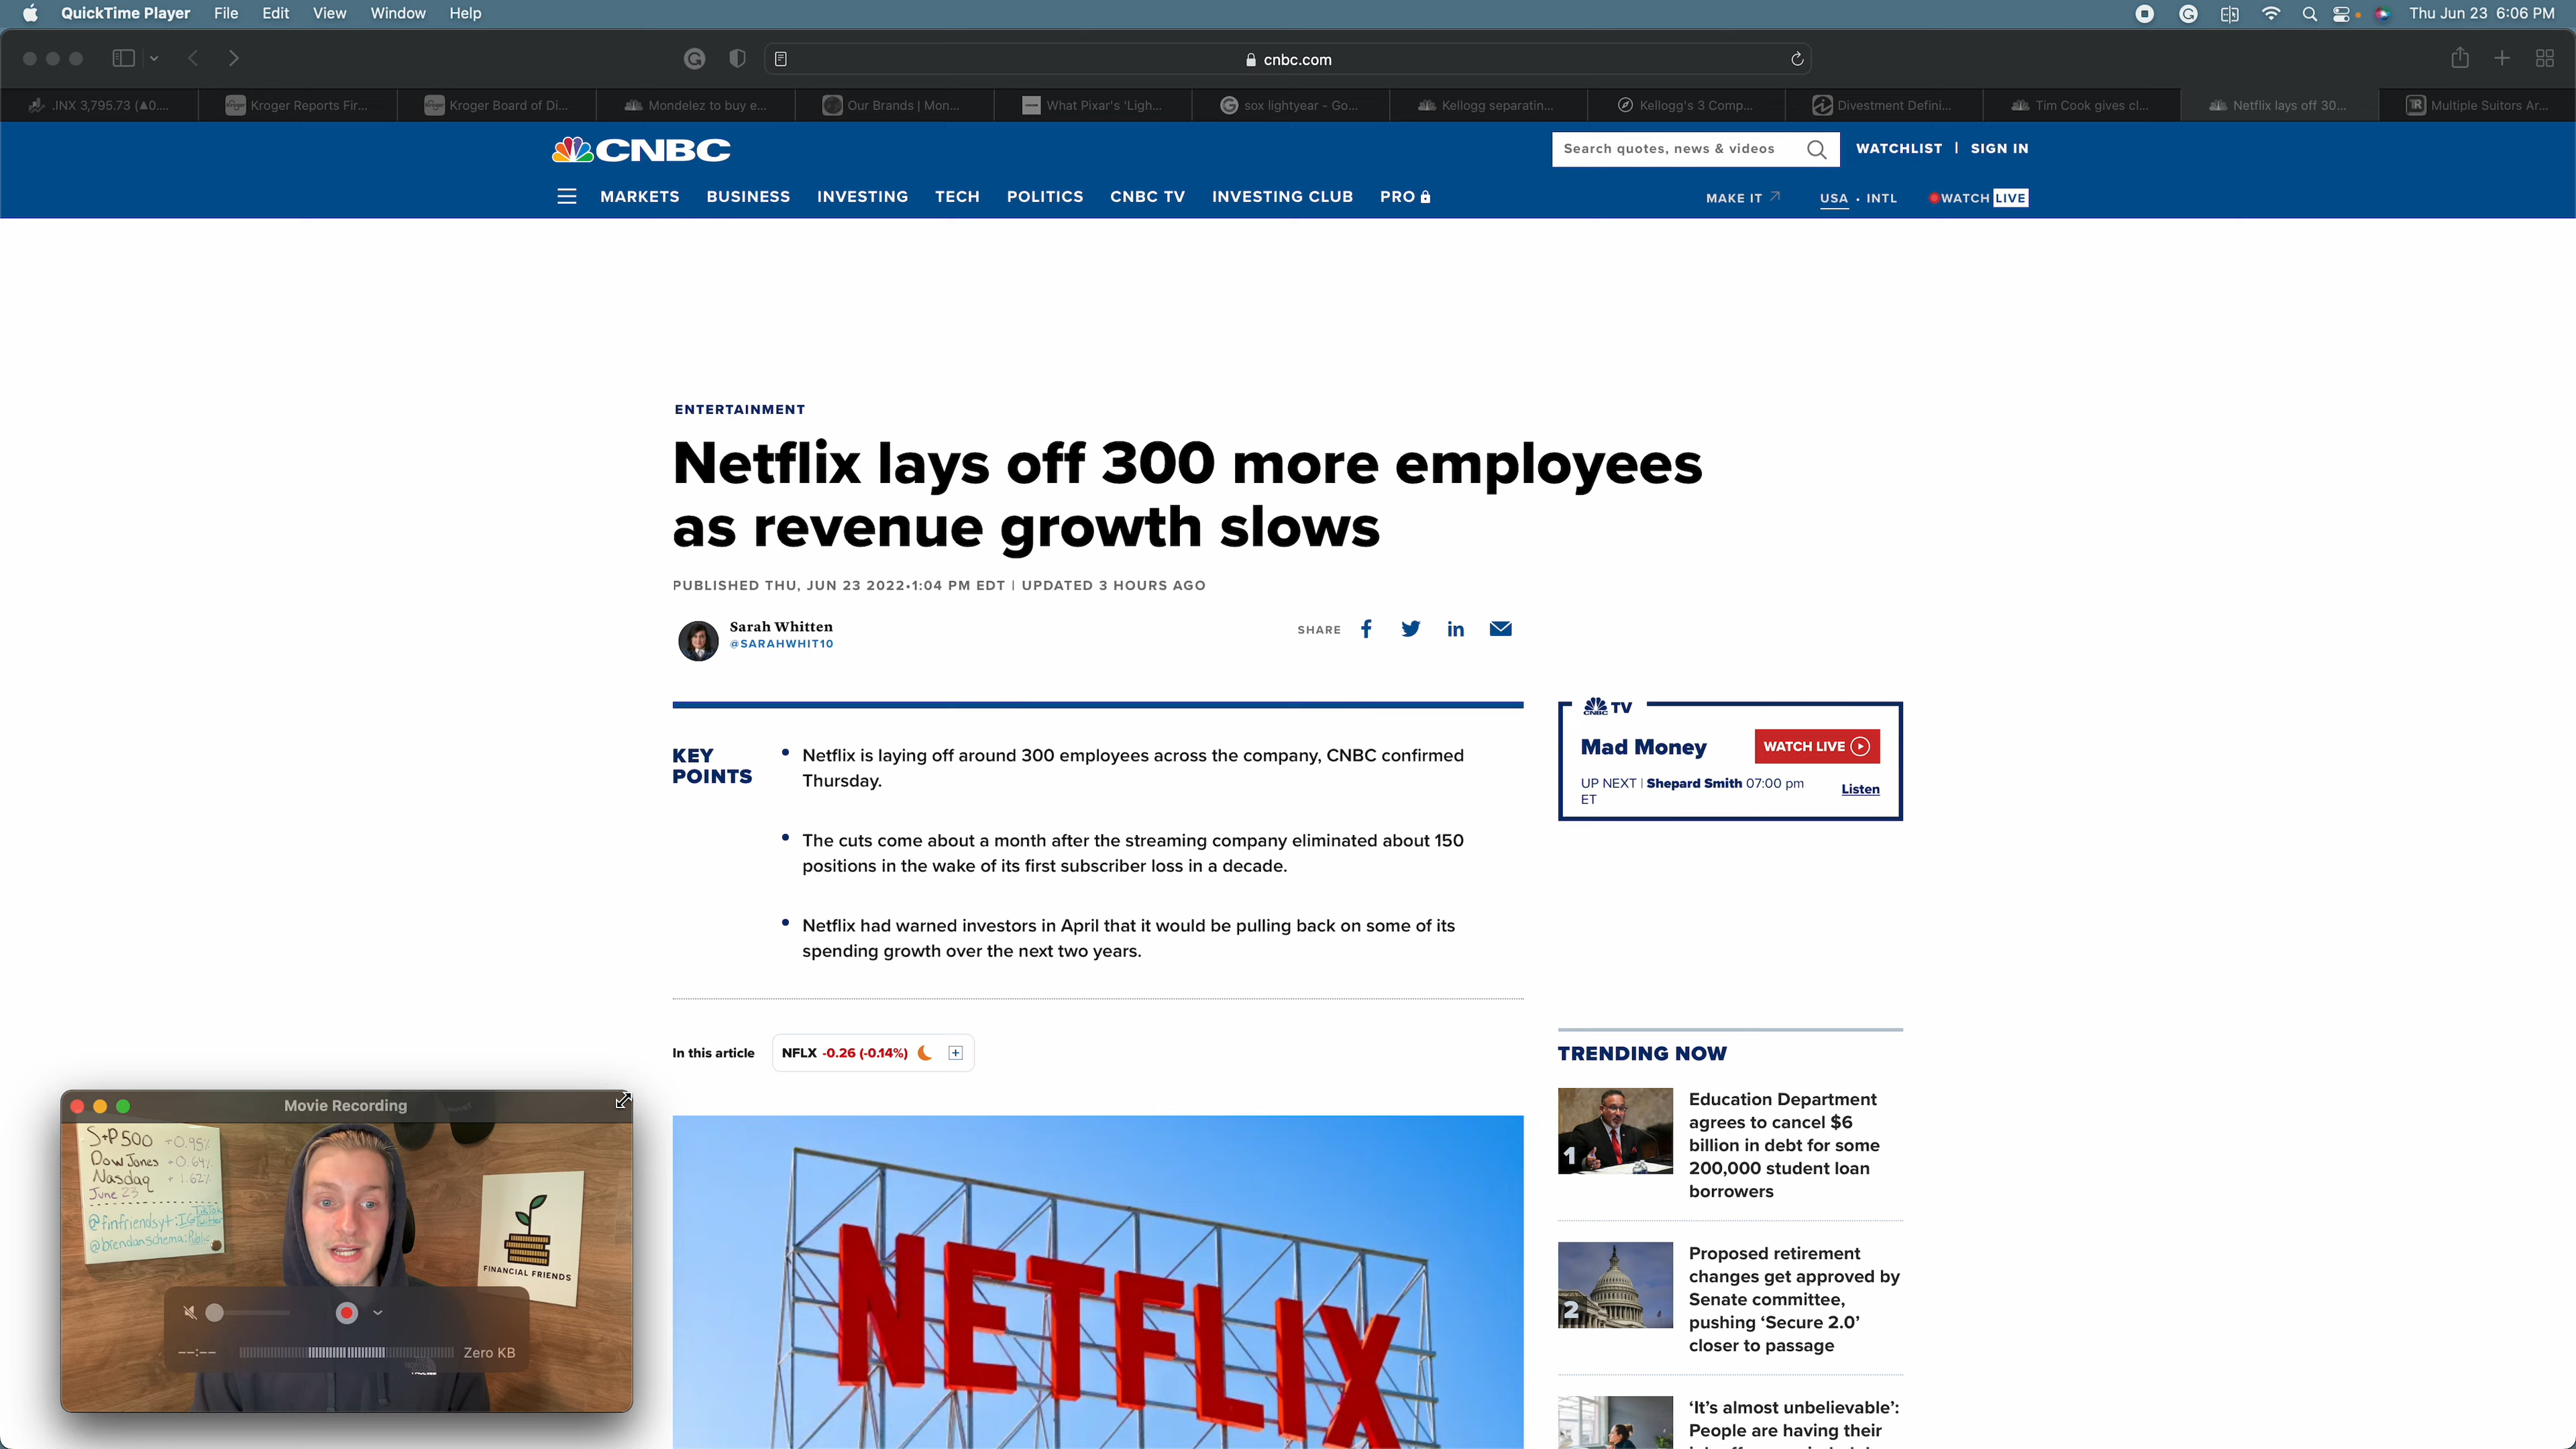 QuickTime Player File Edit View Window Help
Thu Jun 23 6:06 PM
cnbc.com
.INX 3,795.73 (▲0....
Kroger Reports Fir...
Kroger Board of Di...
Mondelez to buy e...
Our Brands | Mon...
What Pixar's 'Ligh...
sox lightyear - Go...
Kellogg separatin...
Kellogg's 3 Comp...
Divestment Defini...
Tim Cook gives cl...
Netflix lays off 30...
Multiple Suitors Ar...
CNBC
Search quotes, news & videos
WATCHLIST | SIGN IN
MARKETS BUSINESS INVESTING TECH POLITICS CNBC TV INVESTING CLUB PRO
MAKE IT USA • INTL WATCH LIVE
ENTERTAINMENT
Netflix lays off 300 more employees
as revenue growth slows
PUBLISHED THU, JUN 23 2022•1:04 PM EDT | UPDATED 3 HOURS AGO
Sarah Whitten
@SARAHWHIT10
SHARE
KEY
POINTS
• Netflix is laying off around 300 employees across the company, CNBC confirmed
Thursday.
• The cuts come about a month after the streaming company eliminated about 150
positions in the wake of its first subscriber loss in a decade.
• Netflix had warned investors in April that it would be pulling back on some of its
spending growth over the next two years.
In this article NFLX -0.26 (-0.14%)
CNBC TV
Mad Money WATCH LIVE
UP NEXT | Shepard Smith 07:00 pm
ET
Listen
TRENDING NOW
1
Education Department
agrees to cancel $6
billion in debt for some
200,000 student loan
borrowers
2
Proposed retirement
changes get approved by
Senate committee,
pushing ‘Secure 2.0’
closer to passage
‘It’s almost unbelievable’:
People are having their
NETFLIX
Movie Recording
S+P 500 +0.95%
Dow Jones +0.64%
Nasdaq + 1.62%
June 23
TikTok
@finfriendsyt: IG Twitter
@brendanschema: Public
FINANCIAL FRIENDS
--:-- Zero KB